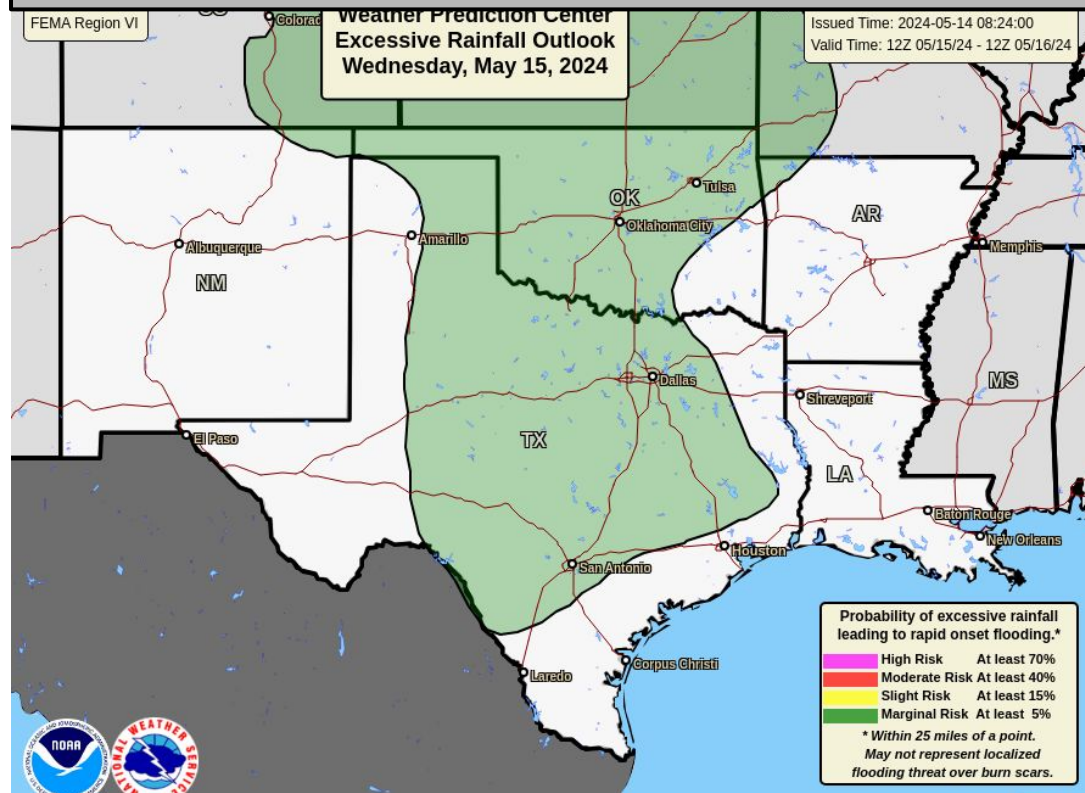 FEMA Region VI
Weather Prediction Center
Excessive Rainfall Outlook
Wednesday, May 15, 2024
Issued Time: 2024-05-14 08:24:00
Valid Time: 12Z 05/15/24 - 12Z 05/16/24
Tulsa
OK
Oklahoma City
AR
Albuquerque
Amarillo
Memphis
NM
Dallas
MS
Shreveport
El Paso
TX
LA
Baton Rouge
New Orleans
Houston
San Antonio
Corpus Christi
Laredo
Probability of excessive rainfall
leading to rapid onset flooding.*
High Risk At least 70%
Moderate Risk At least 40%
Slight Risk At least 15%
Marginal Risk At least 5%
* Within 25 miles of a point.
May not represent localized
flooding threat over burn scars.
NOAA
NATIONAL WEATHER SERVICE